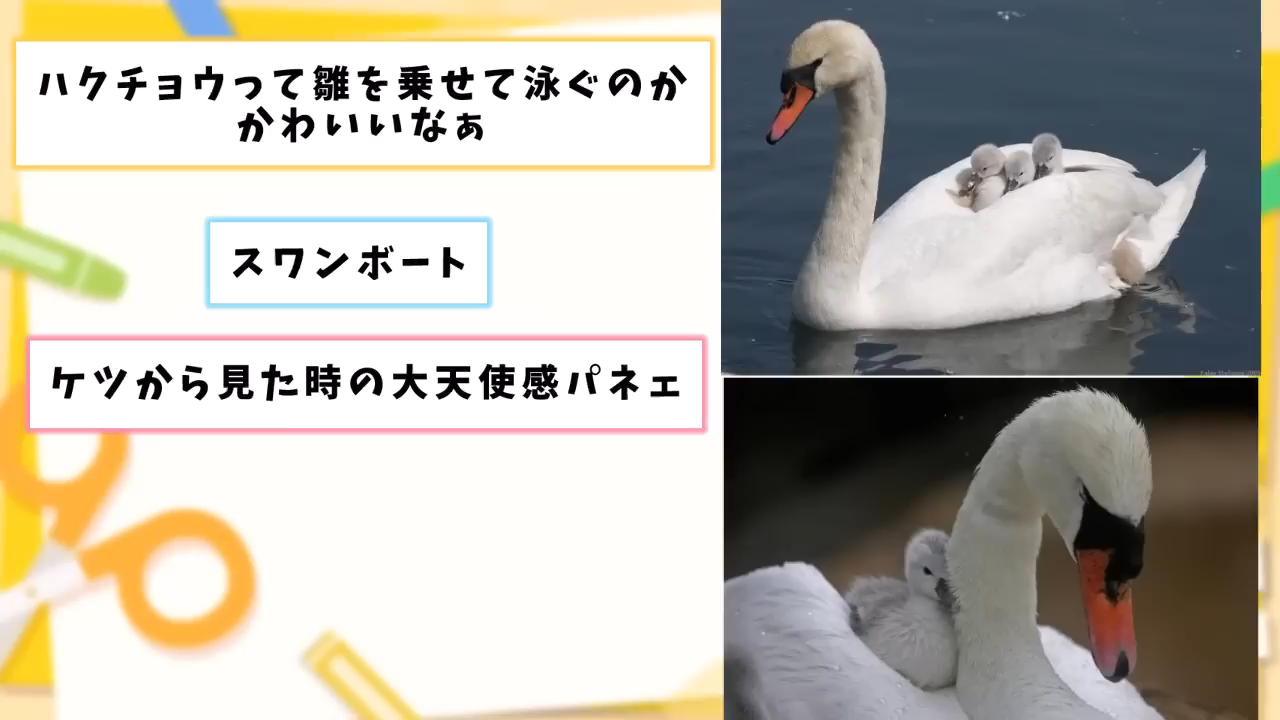 ハクチョウって雛を乗せて泳ぐのか
かわいいなぁ
スワンボート
ケツから見た時の大天使感パネェ